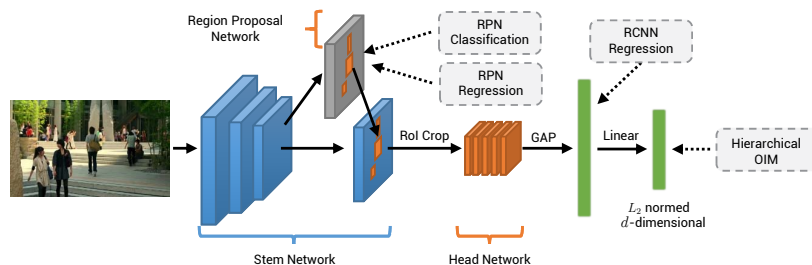 Region Proposal
Network
RPN
Classification
RPN
Regression
RCNN
Regression
RoI Crop
GAP
Linear
Hierarchical
OIM
L₂ normed
d-dimensional
Stem Network
Head Network